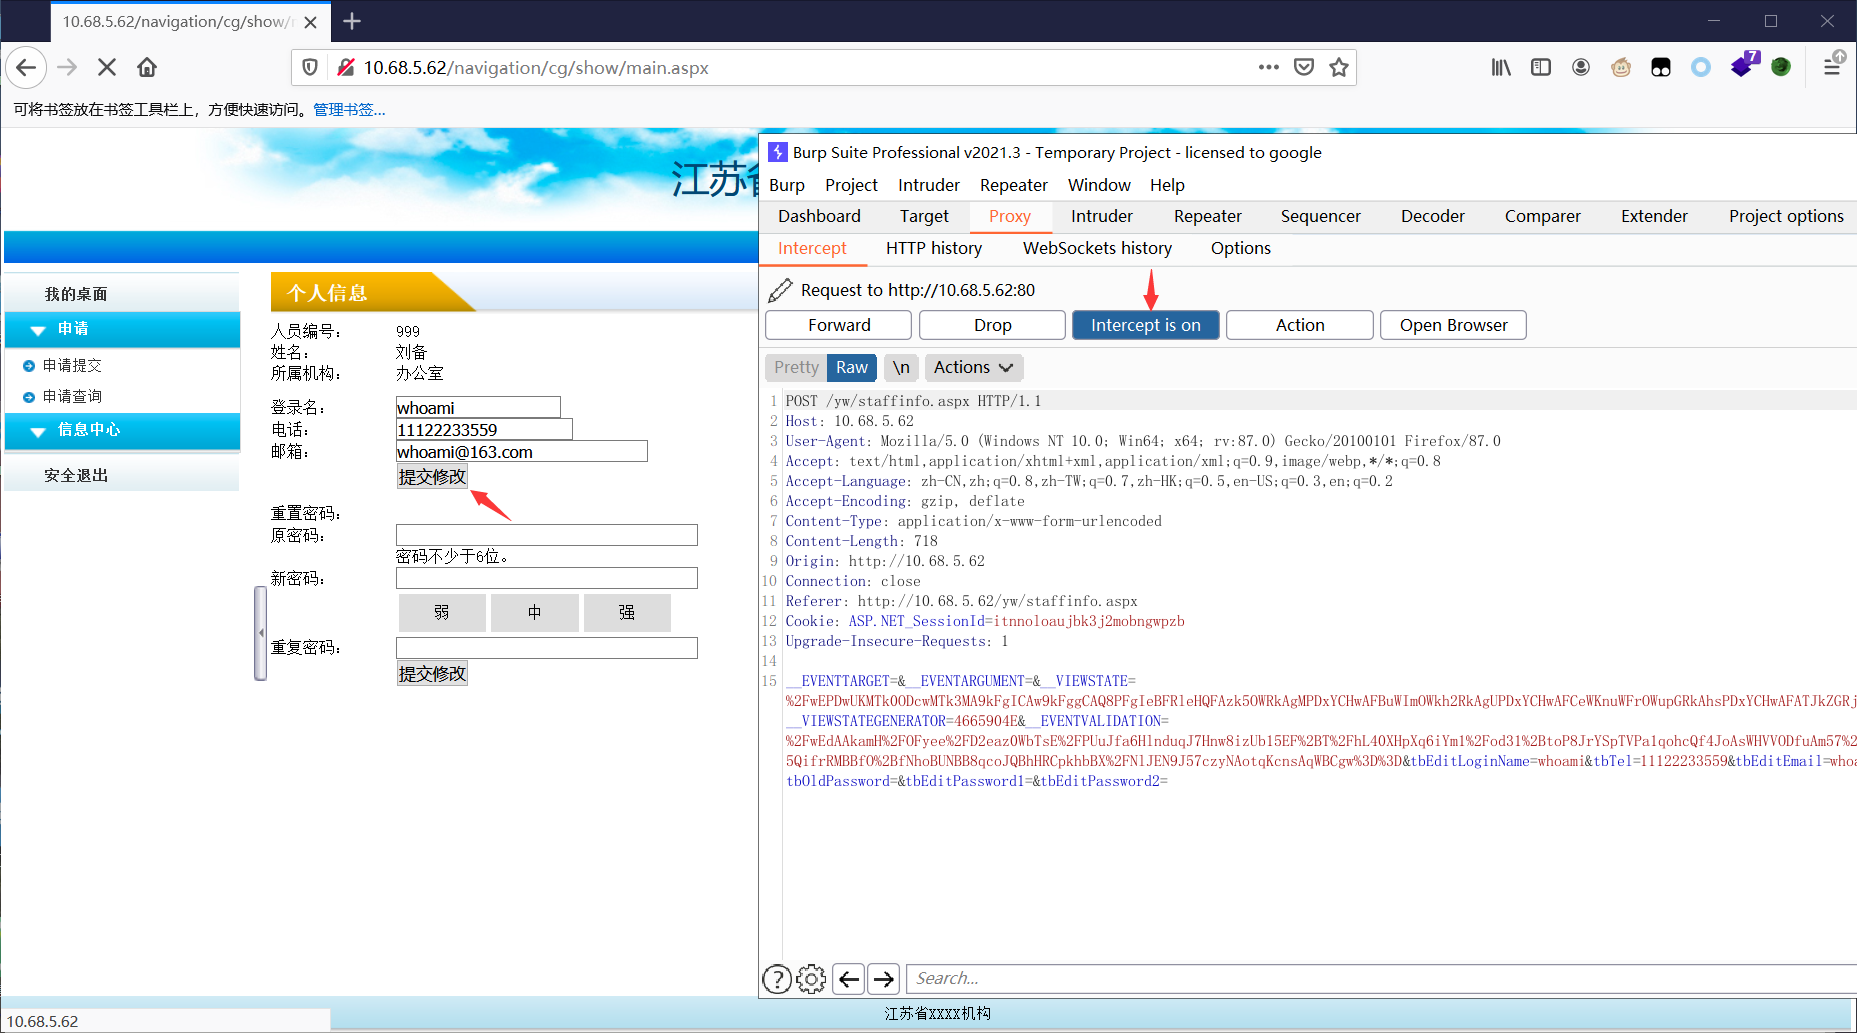 10.68.5.62/navigation/cg/show/
10.68.5.62/navigation/cg/show/main.aspx
7
可将书签放在书签工具栏上，方便快速访问。管理书签...
江苏省
我的桌面
申请
申请提交
申请查询
信息中心
安全退出
个人信息
人员编号： 999
姓名： 刘备
所属机构： 办公室
登录名： whoami
电话： 11122233559
邮箱： whoami@163.com
提交修改
重置密码：
原密码：
密码不少于6位。
新密码：
弱 中 强
重复密码：
提交修改
Burp Suite Professional v2021.3 - Temporary Project - licensed to google
Burp Project Intruder Repeater Window Help
Dashboard Target Proxy Intruder Repeater Sequencer Decoder Comparer Extender Project options
Intercept HTTP history WebSockets history Options
Request to http://10.68.5.62:80
Forward Drop Intercept is on Action Open Browser
Pretty Raw \n Actions
1 POST /yw/staffinfo.aspx HTTP/1.1
2 Host: 10.68.5.62
3 User-Agent: Mozilla/5.0 (Windows NT 10.0; Win64; x64; rv:87.0) Gecko/20100101 Firefox/87.0
4 Accept: text/html,application/xhtml+xml,application/xml;q=0.9,image/webp,*/*;q=0.8
5 Accept-Language: zh-CN,zh;q=0.8,zh-TW;q=0.7,zh-HK;q=0.5,en-US;q=0.3,en;q=0.2
6 Accept-Encoding: gzip, deflate
7 Content-Type: application/x-www-form-urlencoded
8 Content-Length: 718
9 Origin: http://10.68.5.62
10 Connection: close
11 Referer: http://10.68.5.62/yw/staffinfo.aspx
12 Cookie: ASP.NET_SessionId=itnnoloaujbk3j2mobngwpzb
13 Upgrade-Insecure-Requests: 1
14
15 __EVENTTARGET=&__EVENTARGUMENT=&__VIEWSTATE=
%2FwEPDwUKMTk0ODcwMTk3MA9kFgICAw9kFggCAQ8PFgIeBFRleHQFAzk5OWRkAgMPDxYCHwAFBuWImOWkh2RkAgUPDxYCHwAFCeWKnuWFrOWupGRkAhsPDxYCHwAFATJkZGRj
__VIEWSTATEGENERATOR=4665904E&__EVENTVALIDATION=
%2FwEdAAkamH%2FOFyee%2FD2eaz0WbTsE%2FPUuJfa6HlnduqJ7Hnw8izUb15EF%2BT%2FhL40XHpXq6iYm1%2Fod31%2BtoP8JrYSpTVPa1qohcQf4JoAsWHVVODfuAm57%2
5QifrRMBBfO%2BfNhoBUNBB8qcoJQBhHRCpkhbBX%2FNlJEN9J57czyNAotqKcnsAqWBCgw%3D%3D&tbEditLoginName=whoami&tbTel=11122233559&tbEditEmail=whoa
tbOldPassword=&tbEditPassword1=&tbEditPassword2=
Search...
江苏省XXXX机构
10.68.5.62